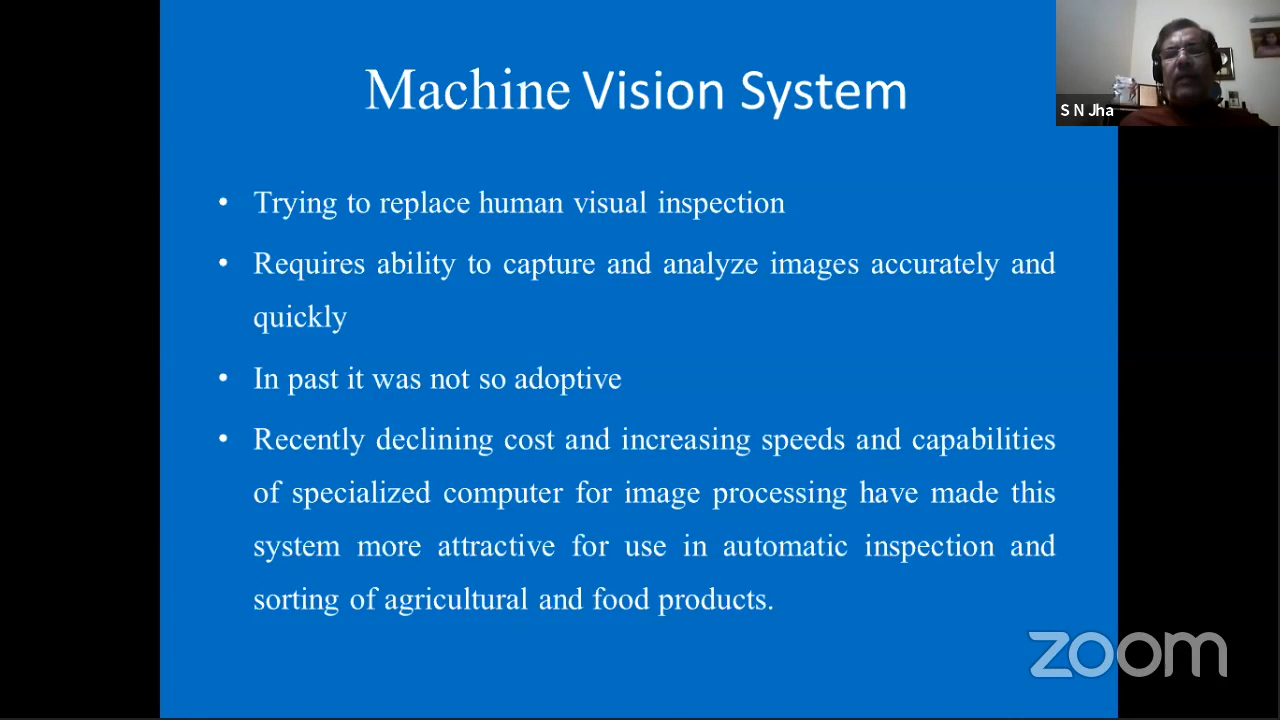 Machine Vision System
S N Jha
• Trying to replace human visual inspection
• Requires ability to capture and analyze images accurately and
quickly
• In past it was not so adoptive
• Recently declining cost and increasing speeds and capabilities
of specialized computer for image processing have made this
system more attractive for use in automatic inspection and
sorting of agricultural and food products.
zoom